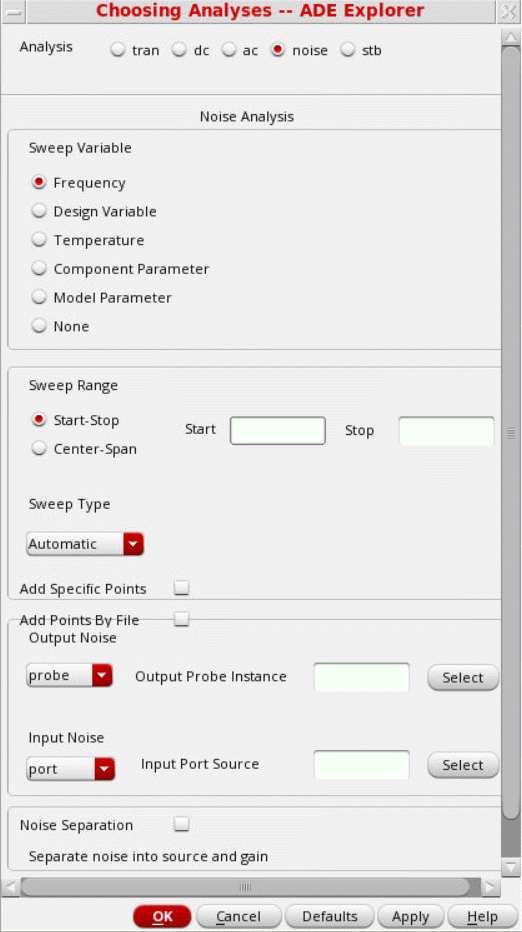 Choosing Analyses -- ADE Explorer
Analysis tran dc ac noise stb
Noise Analysis
Sweep Variable
Frequency
Design Variable
Temperature
Component Parameter
Model Parameter
None
Sweep Range
Start-Stop Start Stop
Center-Span
Sweep Type
Automatic
Add Specific Points
Add Points By File
Output Noise
probe Output Probe Instance Select
Input Noise
port Input Port Source Select
Noise Separation
Separate noise into source and gain
OK Cancel Defaults Apply Help